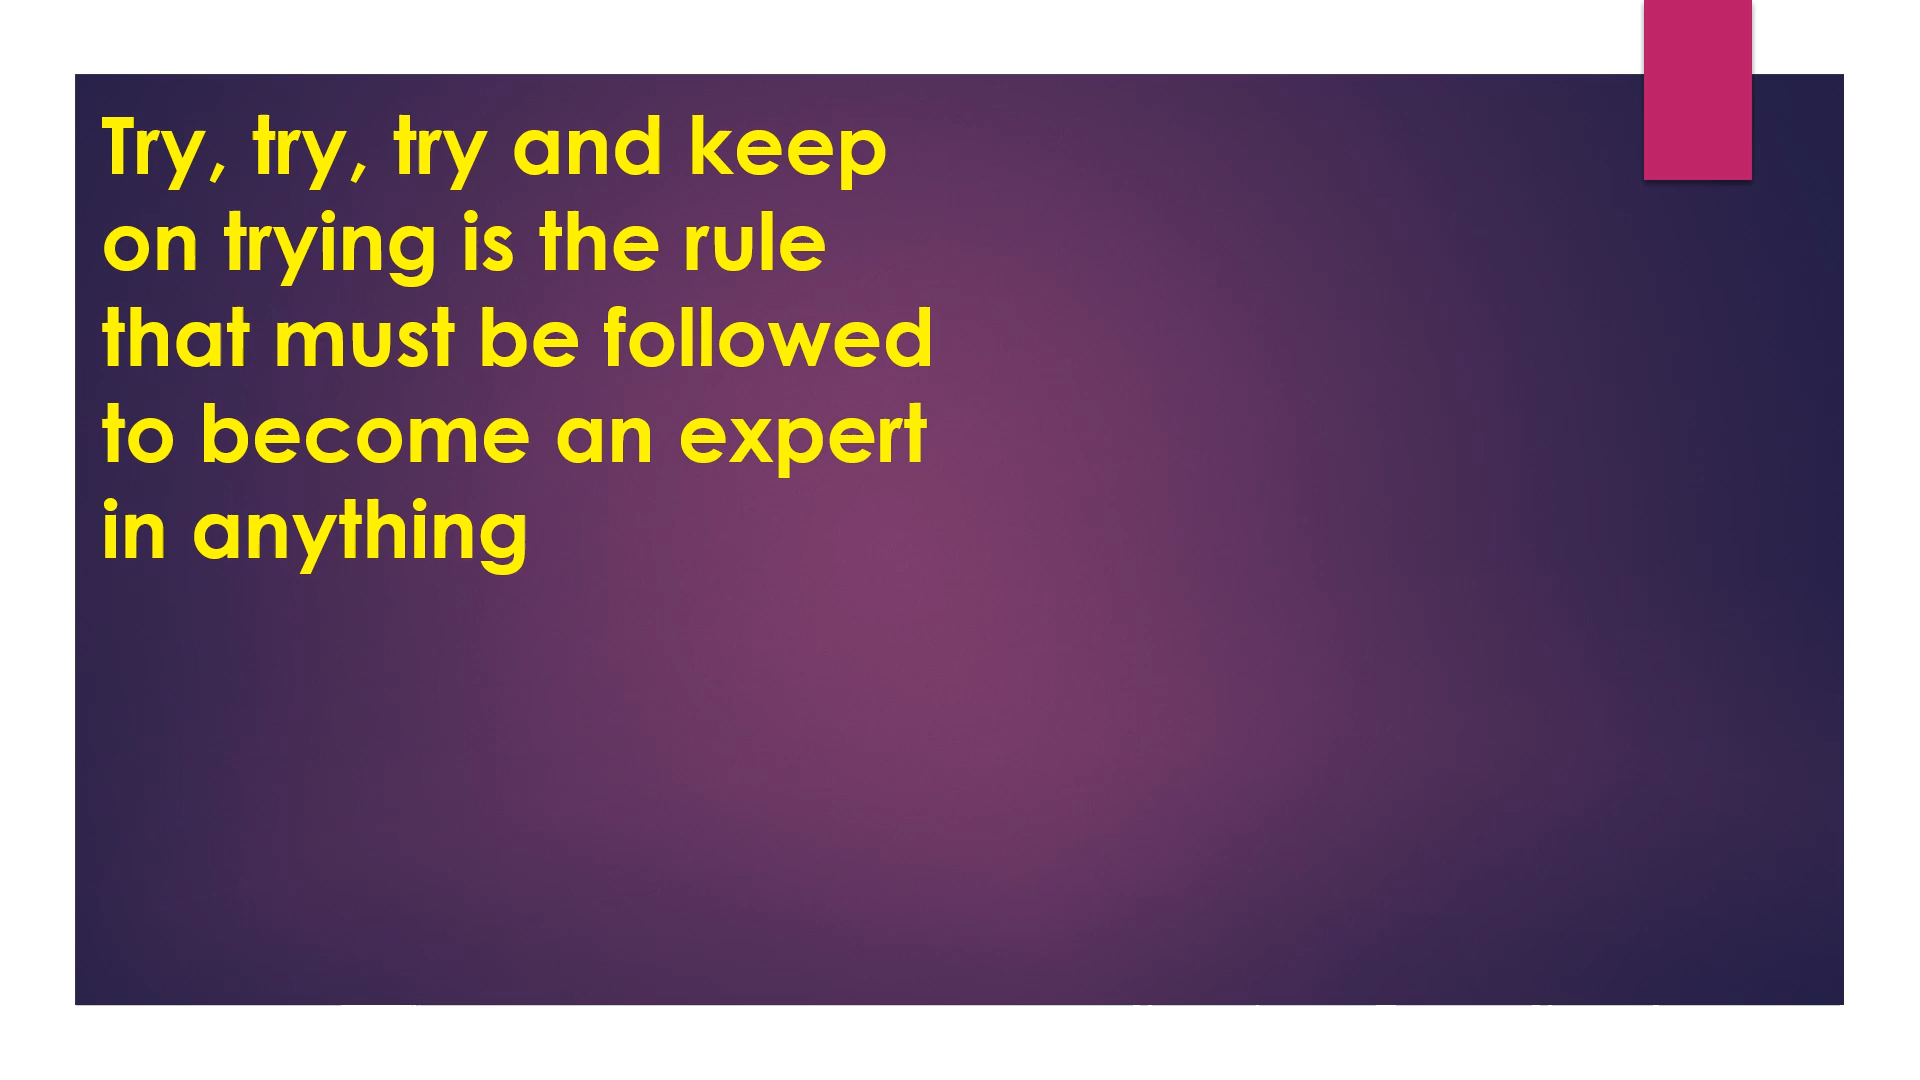 Try, try, try and keep
on trying is the rule
that must be followed
to become an expert
in anything